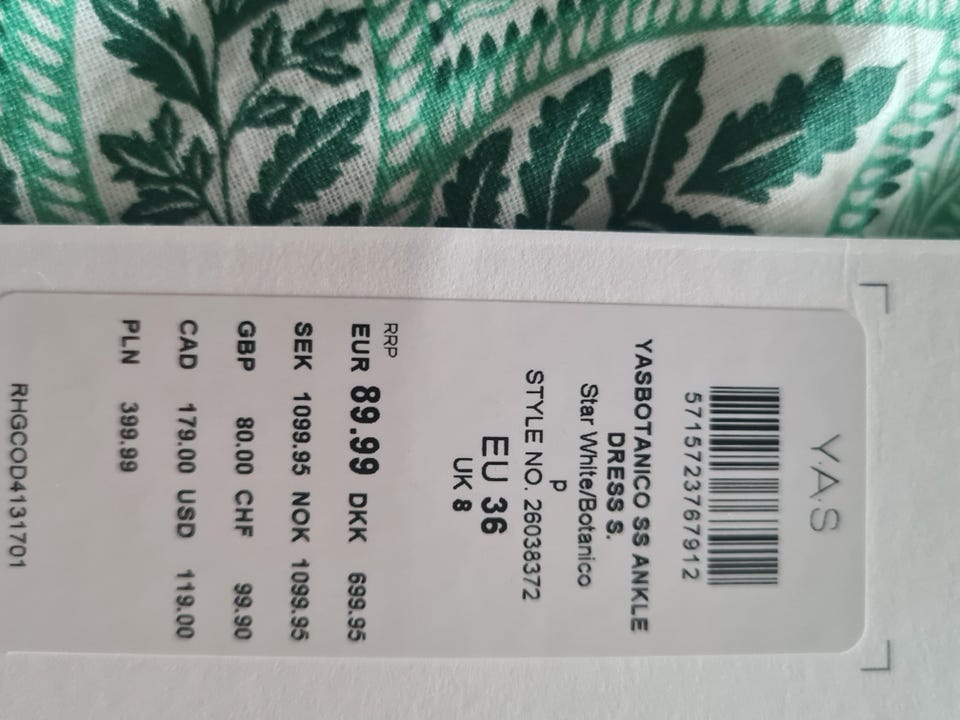 Y.A.S
5715723767912
YASBOTANICO SS ANKLE
DRESS S.
Star White/Botanico
p
STYLE NO. 26038372
EU 36
UK 8
RRP
EUR 89.99 DKK 699.95
SEK 1099.95 NOK 1099.95
GBP 80.00 CHF 99.90
CAD 179.00 USD 119.00
PLN 399.99
RHGCOD4131701